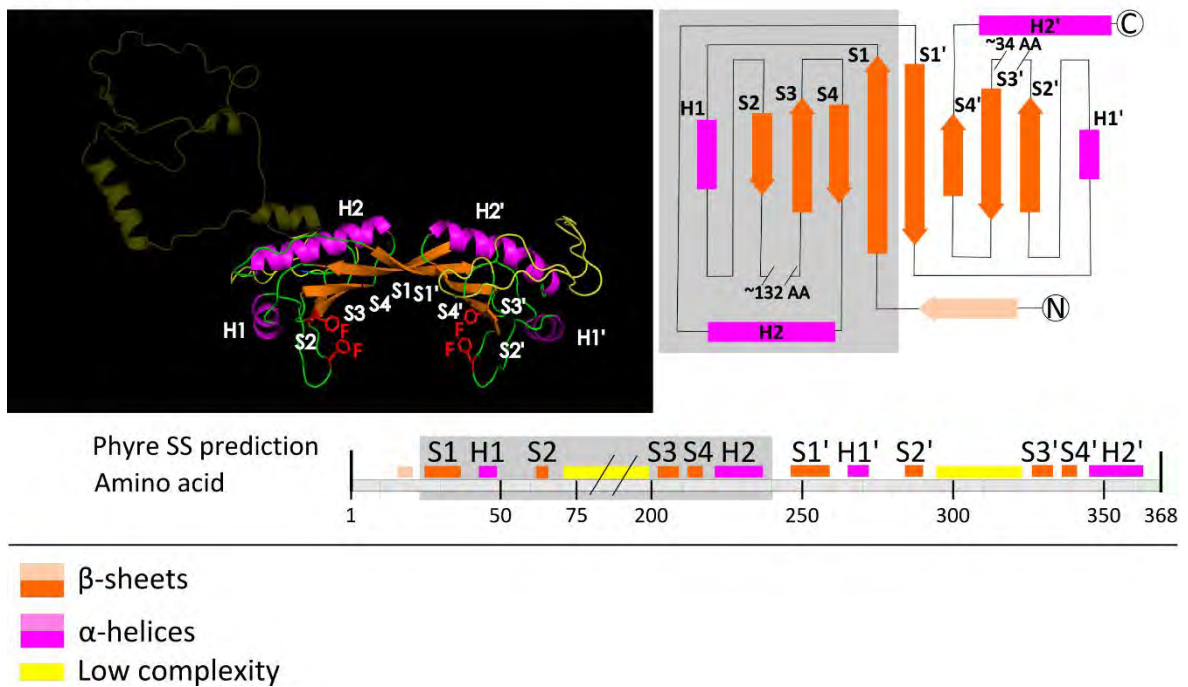 H2 H2'
S1
S1'
S4 S4'
S3 S3'
H1 S2 F F S2' H1'
F F
H2' C
~34 AA
S1 S1' S3'
S2 S3 S4 S4' S2'
H1 H1'
~132 AA
N
H2
Phyre SS prediction S1 H1 S2 S3 S4 H2 S1' H1' S2' S3' S4' H2'
Amino acid
1 50 75 200 250 300 350 368
β-sheets
α-helices
Low complexity